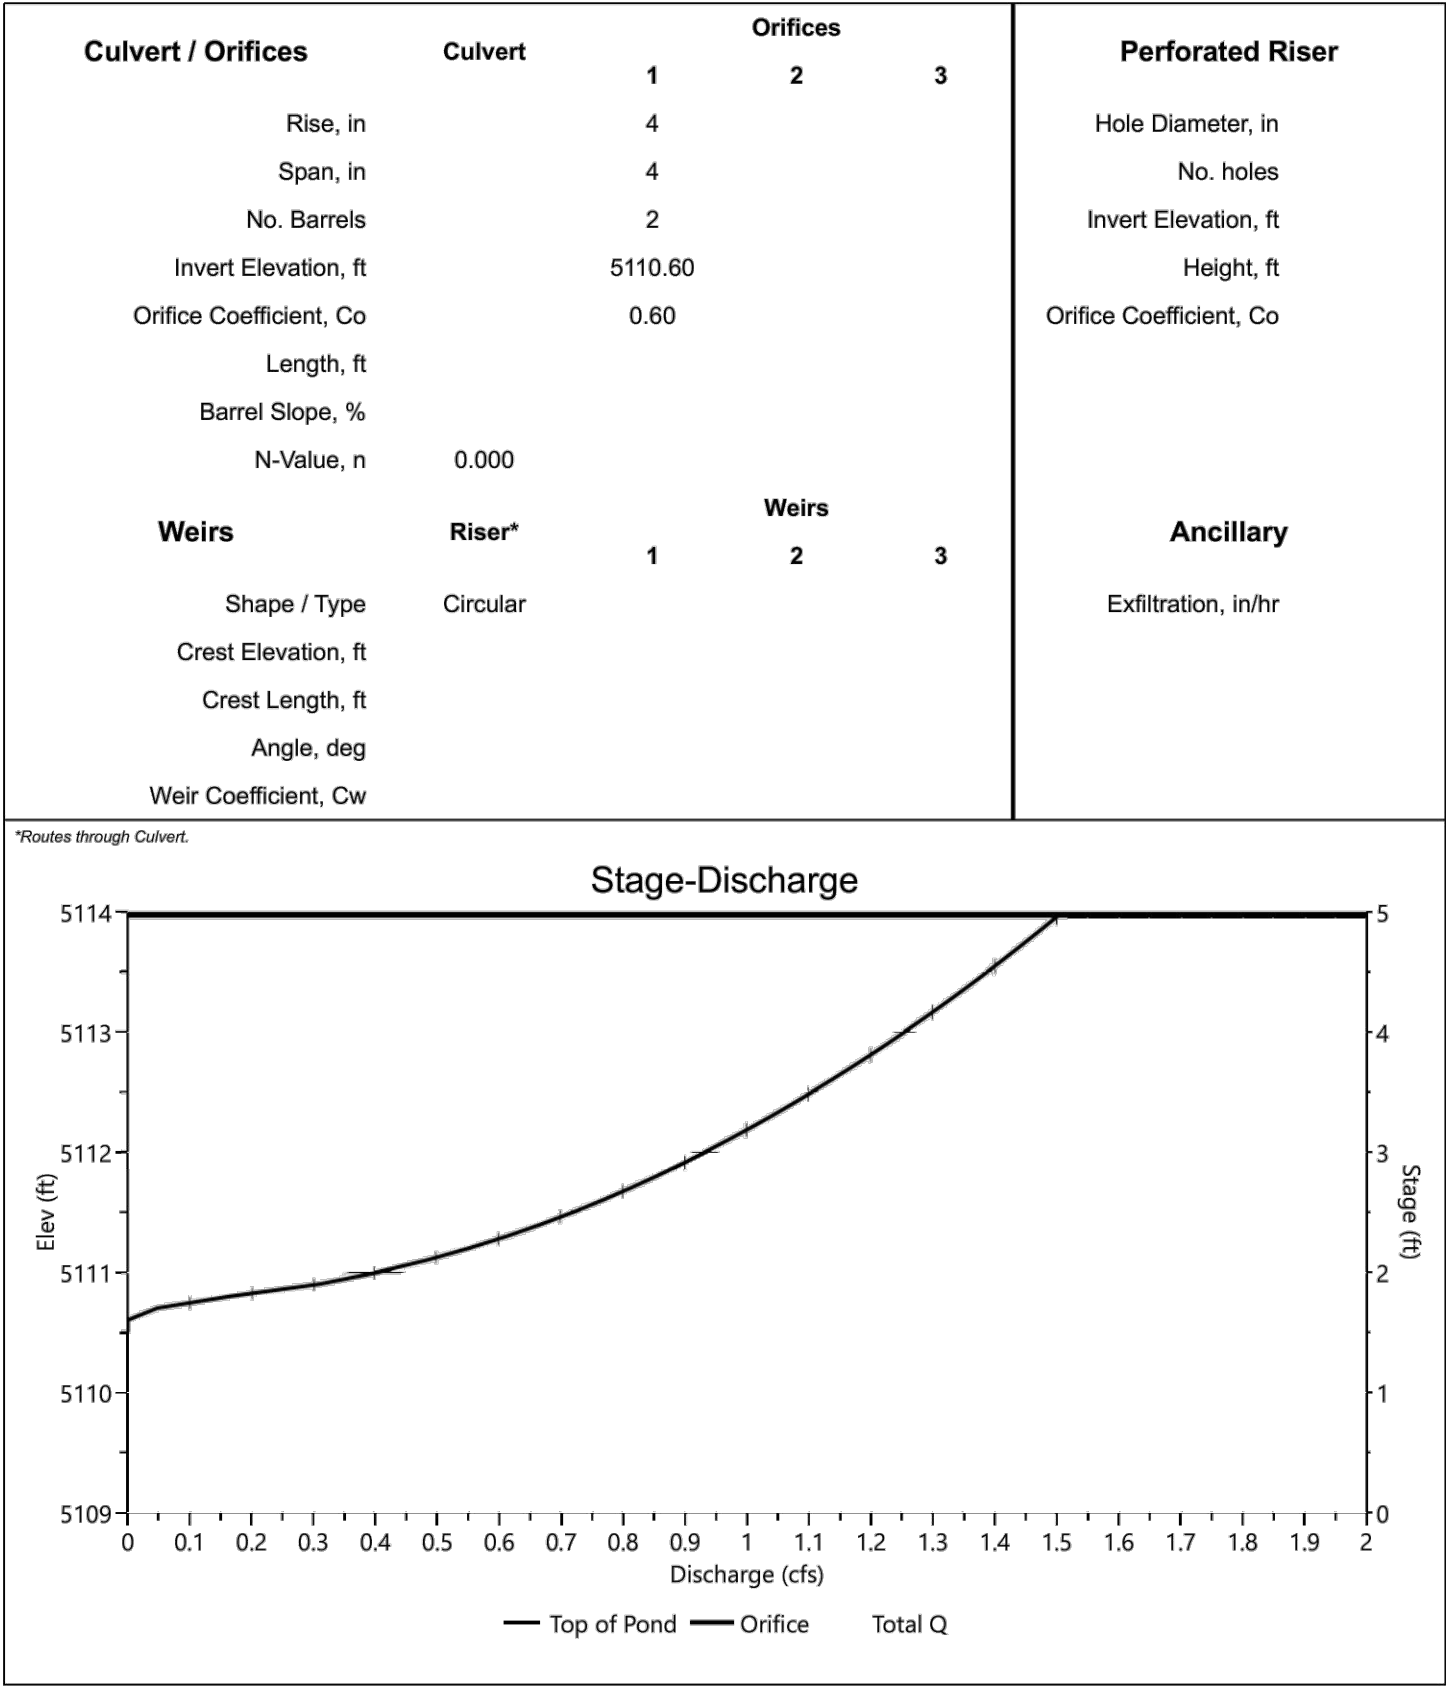 Culvert / Orifices Culvert Orifices
1 2 3
Rise, in 4
Span, in 4
No. Barrels 2
Invert Elevation, ft 5110.60
Orifice Coefficient, Co 0.60
Length, ft
Barrel Slope, %
N-Value, n 0.000
Weirs Riser* Weirs
1 2 3
Shape / Type Circular
Crest Elevation, ft
Crest Length, ft
Angle, deg
Weir Coefficient, Cw
Perforated Riser
Hole Diameter, in
No. holes
Invert Elevation, ft
Height, ft
Orifice Coefficient, Co
Ancillary
Exfiltration, in/hr
*Routes through Culvert.
Stage-Discharge
5114
5113
5112
5111
5110
5109
Elev (ft)
5
4
3
2
1
0
Stage (ft)
0 0.1 0.2 0.3 0.4 0.5 0.6 0.7 0.8 0.9 1 1.1 1.2 1.3 1.4 1.5 1.6 1.7 1.8 1.9 2
Discharge (cfs)
Top of Pond Orifice Total Q